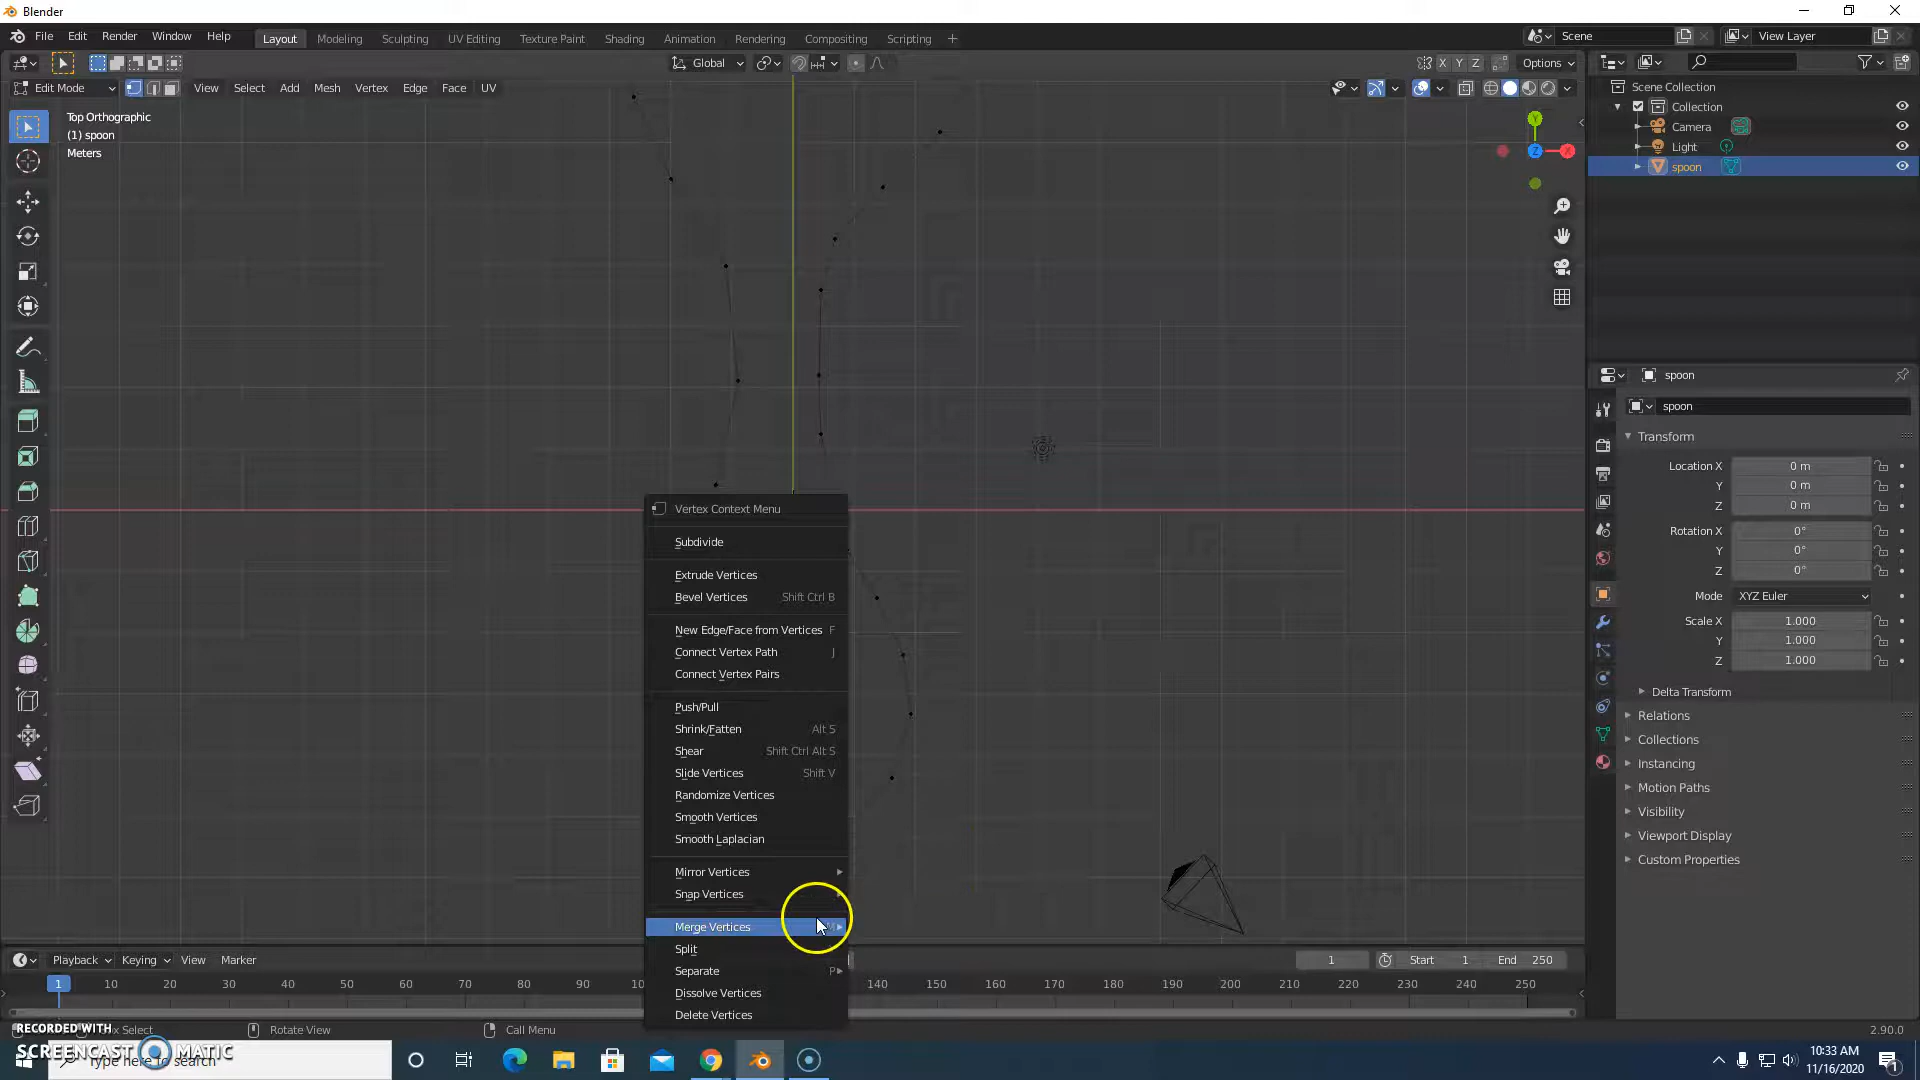 Blender
File Edit Render Window Help
Layout Modeling Sculpting UV Editing Texture Paint Shading Animation Rendering Compositing Scripting
Scene View Layer
Global X Y Z Options
Edit Mode View Select Add Mesh Vertex Edge Face UV
Top Orthographic
(1) spoon
Meters
Y
Z X
Scene Collection
Collection
Camera
Light
spoon
spoon
spoon
Transform
Location X 0 m
Y 0 m
Z 0 m
Rotation X 0°
Y 0°
Z 0°
Mode XYZ Euler
Scale X 1.000
Y 1.000
Z 1.000
Delta Transform
Relations
Collections
Instancing
Motion Paths
Visibility
Viewport Display
Custom Properties
Vertex Context Menu
Subdivide
Extrude Vertices
Bevel Vertices Shift Ctrl B
New Edge/Face from Vertices F
Connect Vertex Path J
Connect Vertex Pairs
Push/Pull
Shrink/Fatten Alt S
Shear Shift Ctrl Alt S
Slide Vertices Shift V
Randomize Vertices
Smooth Vertices
Smooth Laplacian
Mirror Vertices
Snap Vertices
Merge Vertices
Split
Separate P
Dissolve Vertices
Delete Vertices
Playback Keying View Marker 1 Start 1 End 250
1 10 20 30 40 50 60 70 80 90 140 150 160 170 180 190 200 210 220 230 240 250
Select Rotate View Call Menu 2.90.0
RECORDED WITH
SCREENCAST MATIC
Type here to search
10:33 AM
11/16/2020
1